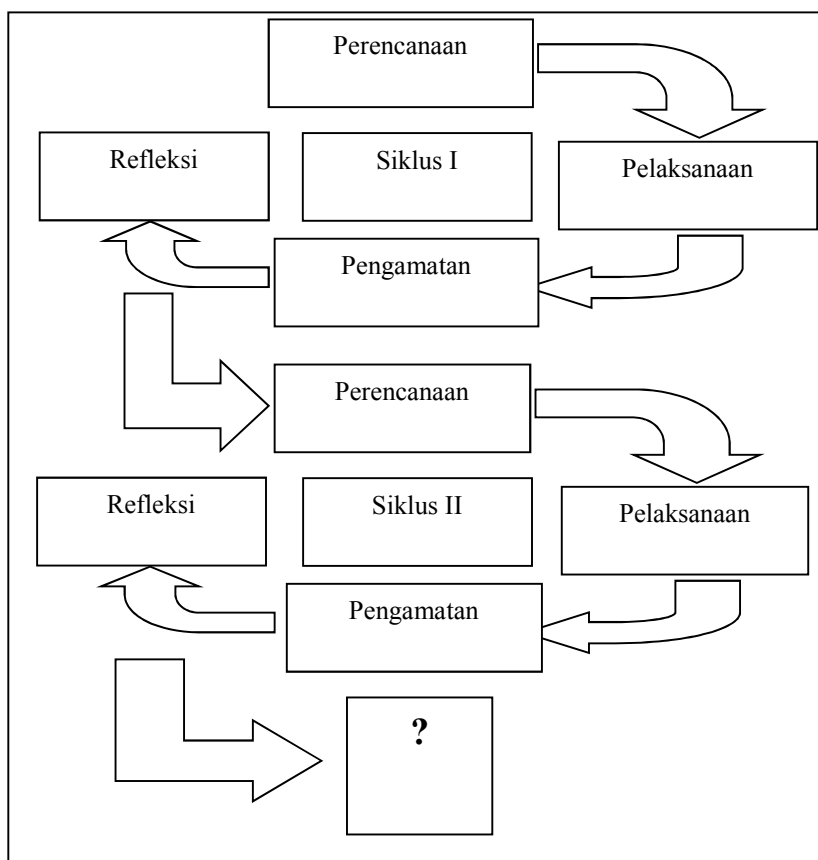 Perencanaan
Refleksi
Siklus I
Pelaksanaan
Pengamatan
Perencanaan
Refleksi
Siklus II
Pelaksanaan
Pengamatan
?